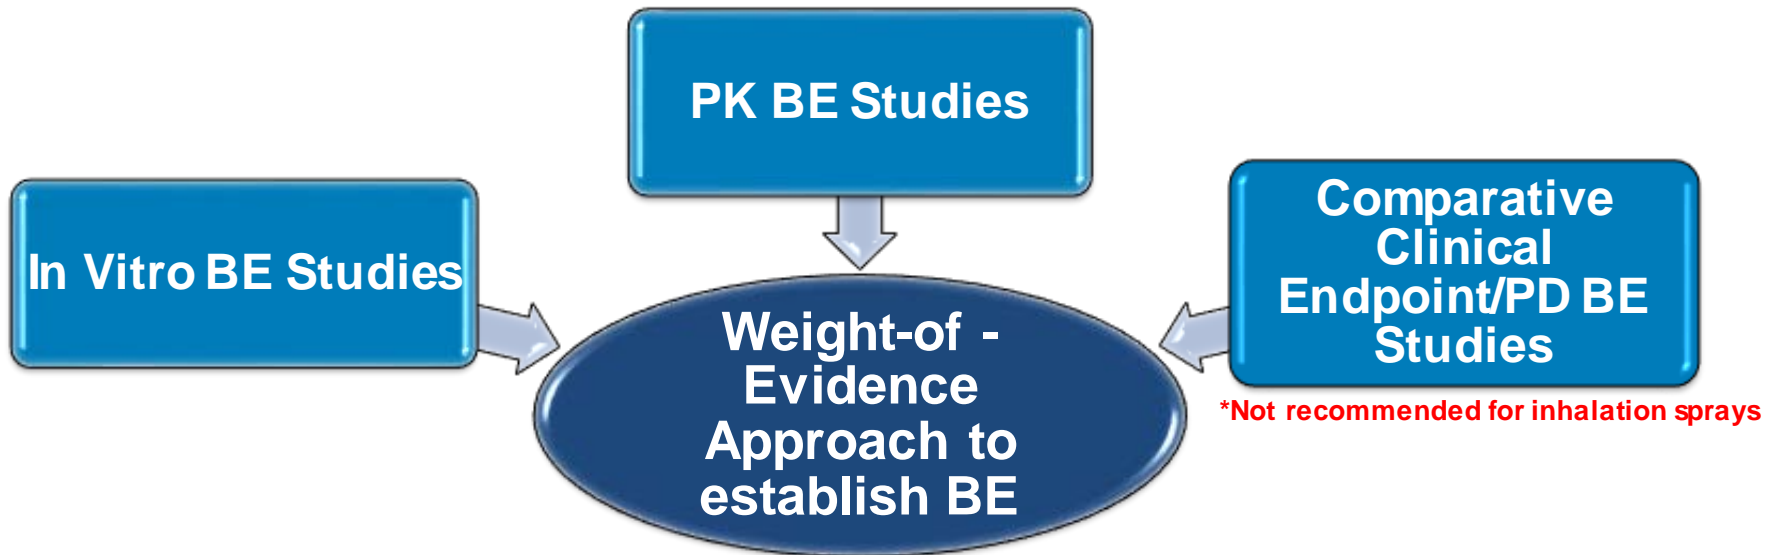 PK BE Studies
In Vitro BE Studies
Comparative
Clinical
Endpoint/PD BE
Studies
*Not recommended for inhalation sprays
Weight-of -
Evidence
Approach to
establish BE